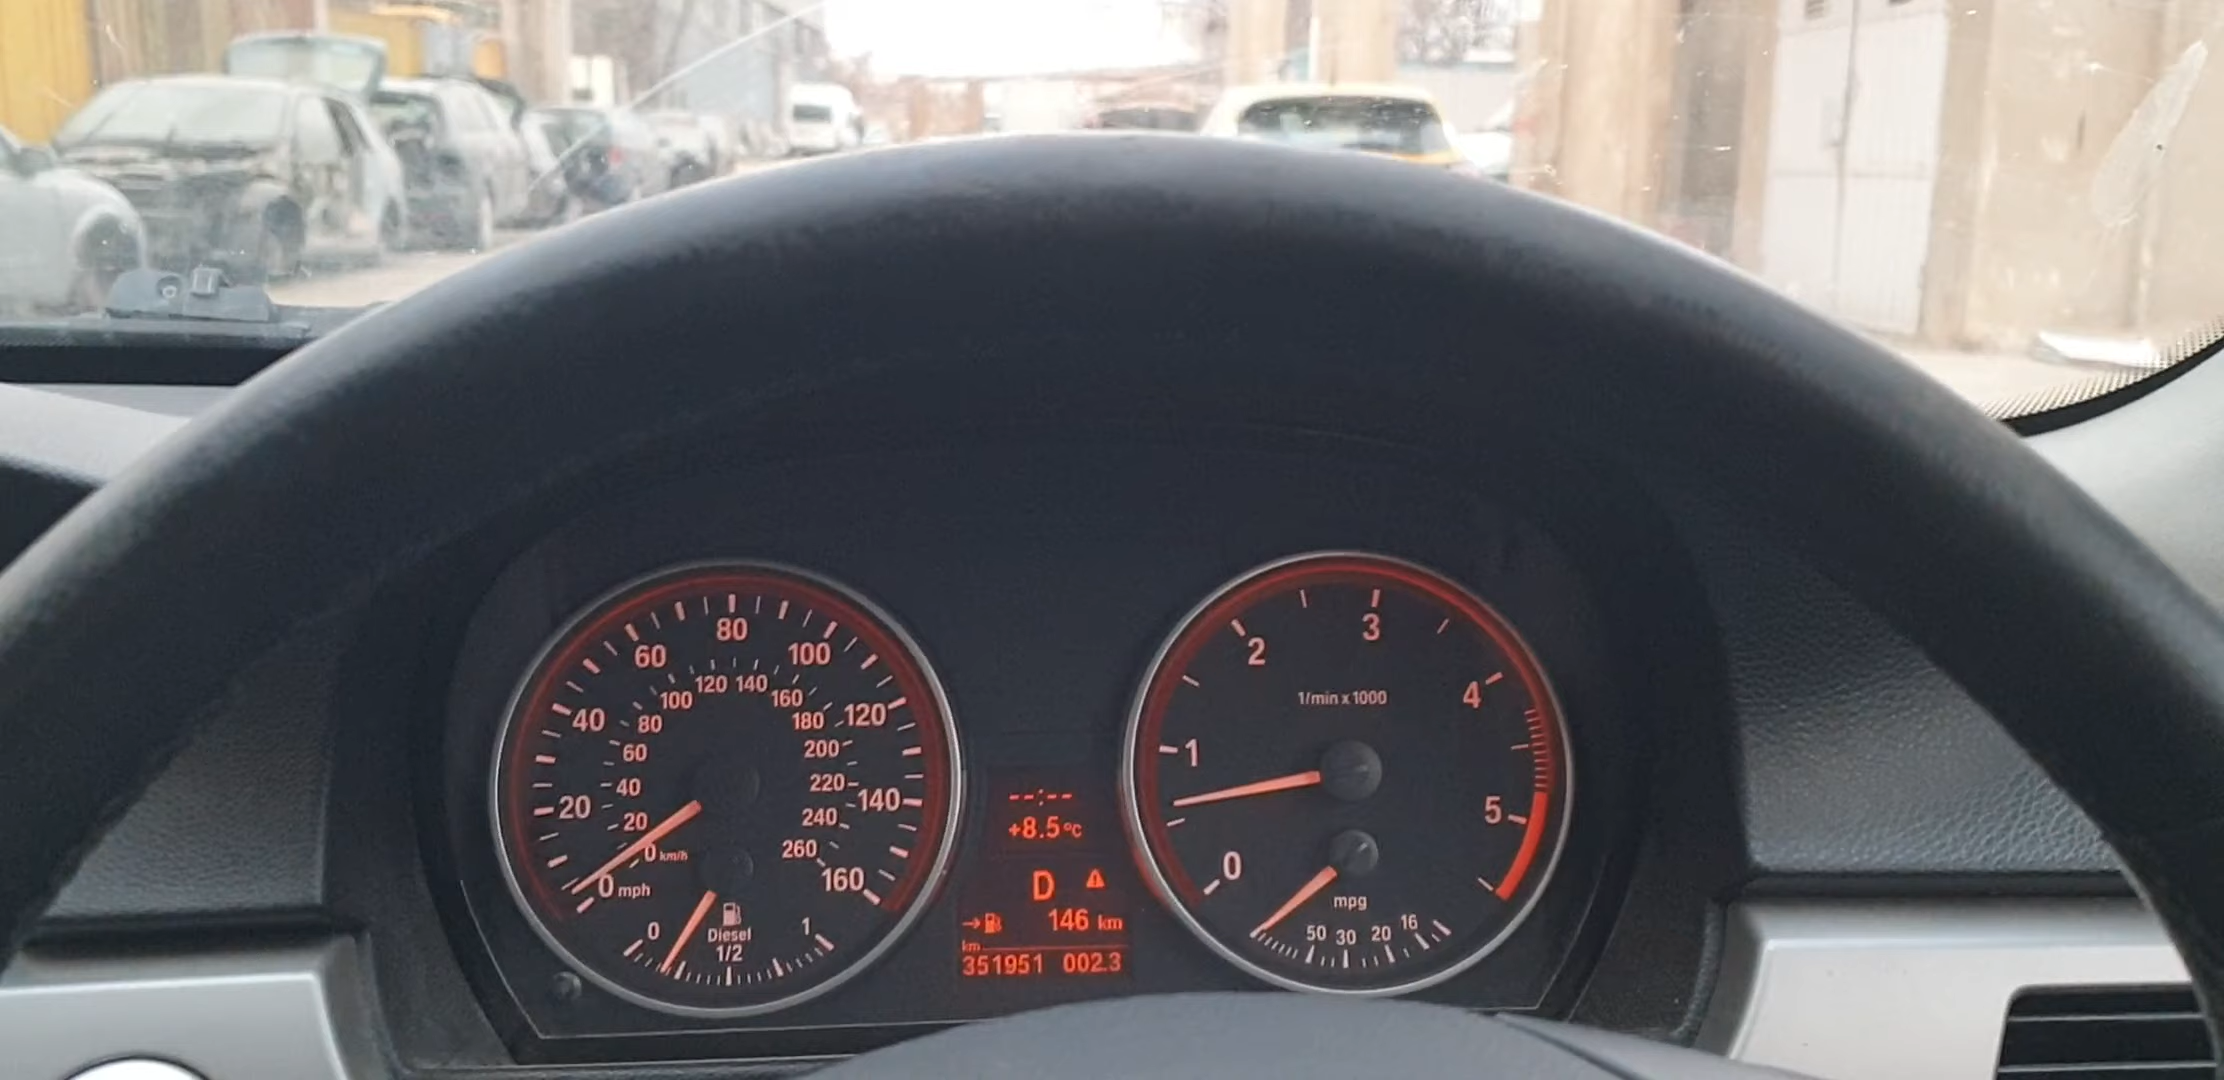 80
60 100
120 140
100 160
40 80 180 120
60 200
40 220
20 140
20 240
0 km/h 260
0 mph 160
0 Diesel 1
1/2
--:--
+8.5°C
D
146 km
km
351951 002.3
3
2
4
1/min x 1000
1
5
0
mpg
50 30 20 16